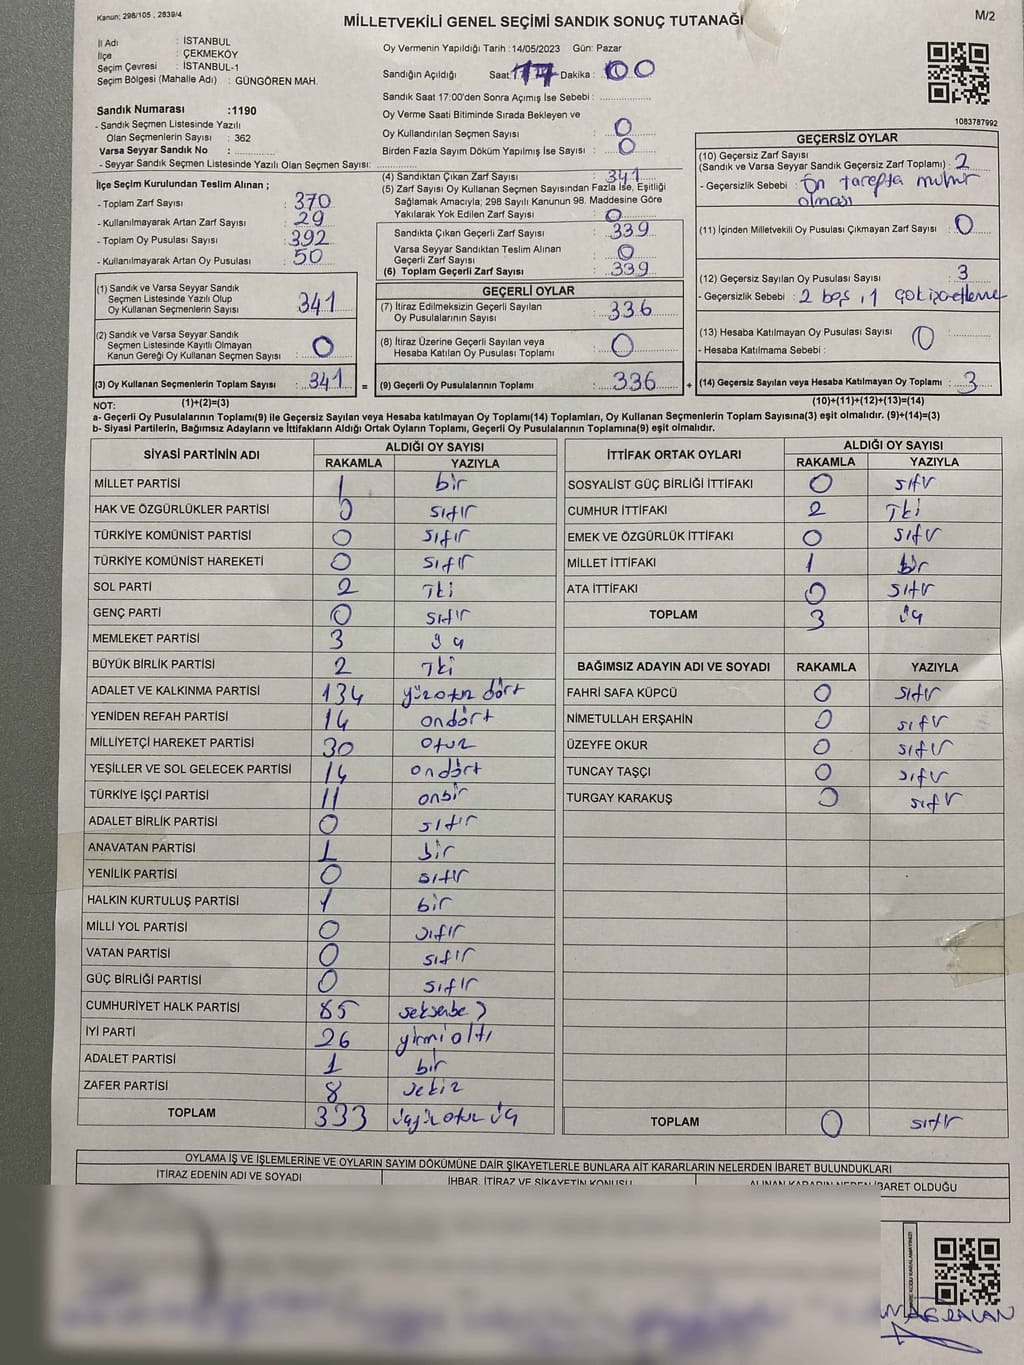 Kanun; 298/105 , 2839/4
MİLLETVEKİLİ GENEL SEÇİMİ SANDIK SONUÇ TUTANAĞI
M/2
İl Adı : İSTANBUL
İlçe : ÇEKMEKÖY
Seçim Çevresi : İSTANBUL-1
Seçim Bölgesi (Mahalle Adı) : GÜNGÖREN MAH.
Oy Vermenin Yapıldığı Tarih :14/05/2023 Gün: Pazar
Sandığın Açıldığı Saat: 17 Dakika : 00
Sandık Saat 17:00'den Sonra Açımış İse Sebebi :
Oy Verme Saati Bitiminde Sırada Bekleyen ve
Oy Kullandırılan Seçmen Sayısı : 0
Birden Fazla Sayım Döküm Yapılmış İse Sayısı : 0
1083787992
Sandık Numarası :1190
- Sandık Seçmen Listesinde Yazılı
Olan Seçmenlerin Sayısı : 362
Varsa Seyyar Sandık No :
- Seyyar Sandık Seçmen Listesinde Yazılı Olan Seçmen Sayısı:
İlçe Seçim Kurulundan Teslim Alınan ;
- Toplam Zarf Sayısı : 370
- Kullanılmayarak Artan Zarf Sayısı : 29
- Toplam Oy Pusulası Sayısı : 392
- Kullanılmayarak Artan Oy Pusulası : 50
(4) Sandıktan Çıkan Zarf Sayısı : 341
(5) Zarf Sayısı Oy Kullanan Seçmen Sayısından Fazla İse, Eşitliği
Sağlamak Amacıyla; 298 Sayılı Kanunun 98. Maddesine Göre
Yakılarak Yok Edilen Zarf Sayısı : 0
Sandıkta Çıkan Geçerli Zarf Sayısı : 339
Varsa Seyyar Sandıktan Teslim Alınan
Geçerli Zarf Sayısı : 0
(6) Toplam Geçerli Zarf Sayısı : 339
GEÇERSİZ OYLAR
(10) Geçersiz Zarf Sayısı
(Sandık ve Varsa Seyyar Sandık Geçersiz Zarf Toplamı) : 2
- Geçersizlik Sebebi : Ön tarepta muhur
olması
(11) İçinden Milletvekili Oy Pusulası Çıkmayan Zarf Sayısı : 0
(12) Geçersiz Sayılan Oy Pusulası Sayısı : 3
- Geçersizlik Sebebi : 2 boş , 1 çok işaretleme
(13) Hesaba Katılmayan Oy Pusulası Sayısı : 0
- Hesaba Katılmama Sebebi :
(14) Geçersiz Sayılan veya Hesaba Katılmayan Oy Toplamı : 3
(10)+(11)+(12)+(13)=(14)
(1) Sandık ve Varsa Seyyar Sandık
Seçmen Listesinde Yazılı Olup
Oy Kullanan Seçmenlerin Sayısı : 341
(2) Sandık ve Varsa Seyyar Sandık
Seçmen Listesinde Kayıtlı Olmayan
Kanun Gereği Oy Kullanan Seçmen Sayısı : 0
(3) Oy Kullanan Seçmenlerin Toplam Sayısı : 341 =
(1)+(2)=(3)
GEÇERLİ OYLAR
(7) İtiraz Edilmeksizin Geçerli Sayılan
Oy Pusulalarının Sayısı : 336
(8) İtiraz Üzerine Geçerli Sayılan veya
Hesaba Katılan Oy Pusulası Toplamı : 0
(9) Geçerli Oy Pusulalarının Toplamı : 336 +
NOT:
a- Geçerli Oy Pusulalarının Toplamı(9) ile Geçersiz Sayılan veya Hesaba katılmayan Oy Toplamı(14) Toplamları, Oy Kullanan Seçmenlerin Toplam Sayısına(3) eşit olmalıdır. (9)+(14)=(3)
b- Siyasi Partilerin, Bağımsız Adayların ve İttifakların Aldığı Ortak Oyların Toplamı, Geçerli Oy Pusulalarının Toplamına(9) eşit olmalıdır.
SİYASİ PARTİNİN ADI ALDIĞI OY SAYISI
RAKAMLA YAZIYLA
MİLLET PARTİSİ 1 bir
HAK VE ÖZGÜRLÜKLER PARTİSİ 0 sıfır
TÜRKİYE KOMÜNİST PARTİSİ 0 sıfır
TÜRKİYE KOMÜNİST HAREKETİ 0 sıfır
SOL PARTİ 2 İki
GENÇ PARTİ 0 sıfır
MEMLEKET PARTİSİ 3 üç
BÜYÜK BİRLİK PARTİSİ 2 İki
ADALET VE KALKINMA PARTİSİ 134 yüzotuz dört
YENİDEN REFAH PARTİSİ 14 ondört
MİLLİYETÇİ HAREKET PARTİSİ 30 otuz
YEŞİLLER VE SOL GELECEK PARTİSİ 14 ondört
TÜRKİYE İŞÇİ PARTİSİ 11 onbir
ADALET BİRLİK PARTİSİ 0 sıfır
ANAVATAN PARTİSİ 1 bir
YENİLİK PARTİSİ 0 sıfır
HALKIN KURTULUŞ PARTİSİ 1 bir
MİLLİ YOL PARTİSİ 0 sıfır
VATAN PARTİSİ 0 sıfır
GÜÇ BİRLİĞİ PARTİSİ 0 sıfır
CUMHURİYET HALK PARTİSİ 85 seksenbeş
İYİ PARTİ 26 yirmi altı
ADALET PARTİSİ 1 bir
ZAFER PARTİSİ 8 sekiz
TOPLAM 333 üçyüz otuz üç
İTTİFAK ORTAK OYLARI ALDIĞI OY SAYISI
RAKAMLA YAZIYLA
SOSYALİST GÜÇ BİRLİĞİ İTTİFAKI 0 sıfır
CUMHUR İTTİFAKI 2 İki
EMEK VE ÖZGÜRLÜK İTTİFAKI 0 sıfır
MİLLET İTTİFAKI 1 bir
ATA İTTİFAKI 0 sıfır
TOPLAM 3 üç
BAĞIMSIZ ADAYIN ADI VE SOYADI RAKAMLA YAZIYLA
FAHRİ SAFA KÜPCÜ 0 sıfır
NİMETULLAH ERŞAHİN 0 sıfır
ÜZEYFE OKUR 0 sıfır
TUNCAY TAŞÇI 0 sıfır
TURGAY KARAKUŞ 0 sıfır
TOPLAM 0 sıfır
OYLAMA İŞ VE İŞLEMLERİNE VE OYLARIN SAYIM DÖKÜMÜNE DAİR ŞİKAYETLERLE BUNLARA AİT KARARLARIN NELERDEN İBARET BULUNDUKLARI
İTİRAZ EDENİN ADI VE SOYADI İHBAR, İTİRAZ VE ŞİKAYETİN KONUSU ALINAN KARARIN NEDEN İBARET OLDUĞU